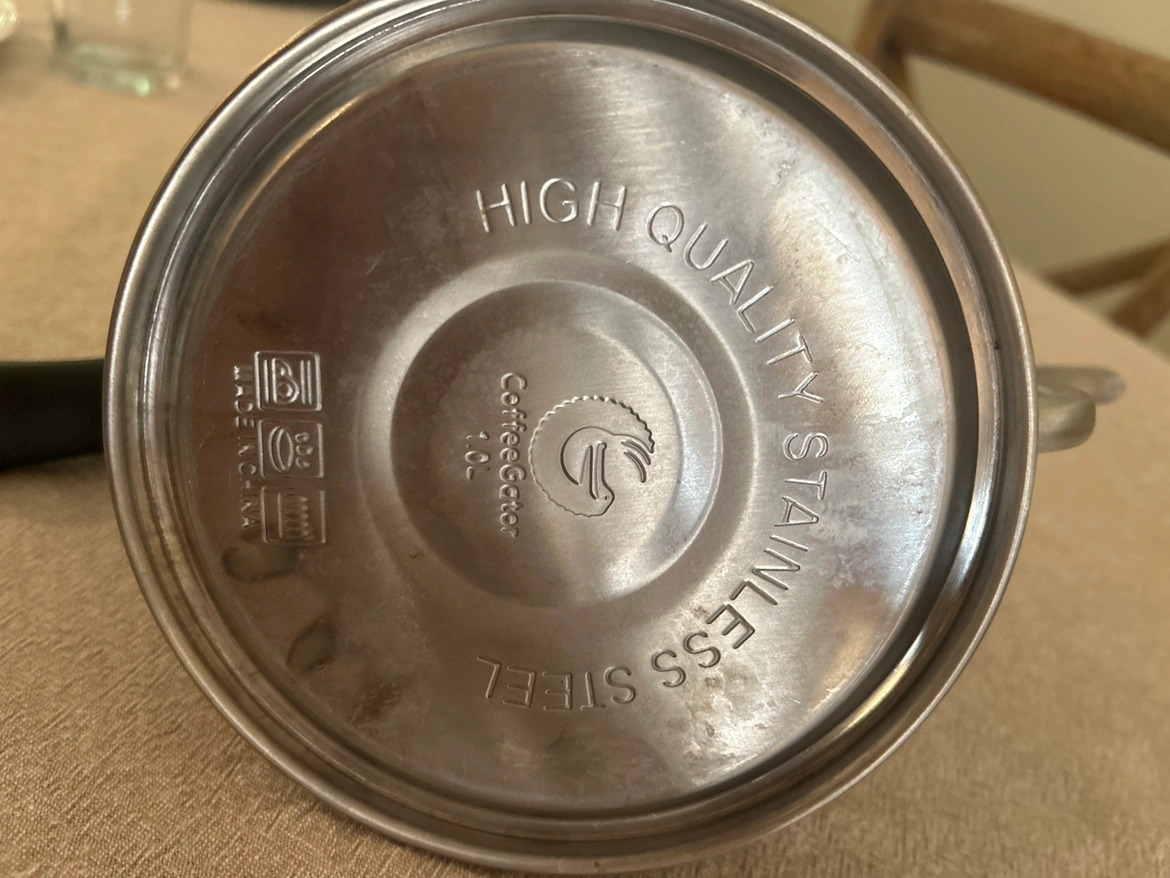 HIGH QUALITY STAINLESS STEEL
CoffeeGator
1.0L
MADE IN CHINA